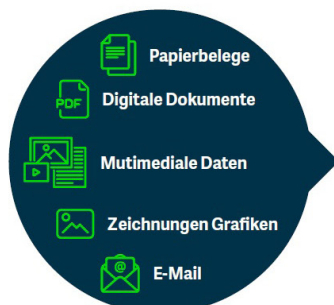 Papierbelege
PDF
Digitale Dokumente
Mutimediale Daten
Zeichnungen Grafiken
@
E-Mail